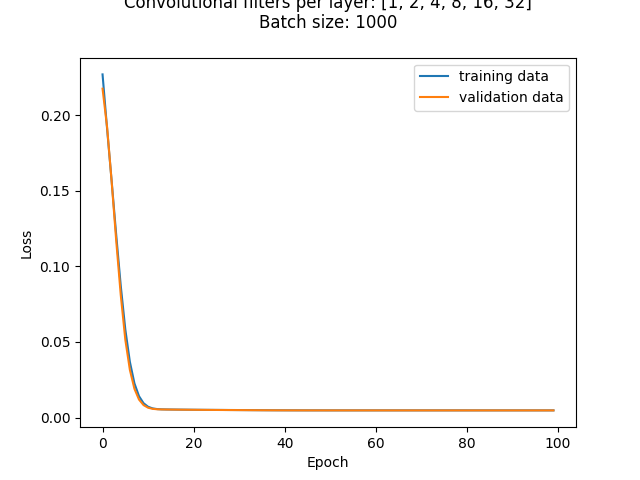 Convolutional filters per layer: [1, 2, 4, 8, 16, 32]
Batch size: 1000
training data
validation data
0.20
0.15
0.10
0.05
0.00
Loss
0 20 40 60 80 100
Epoch